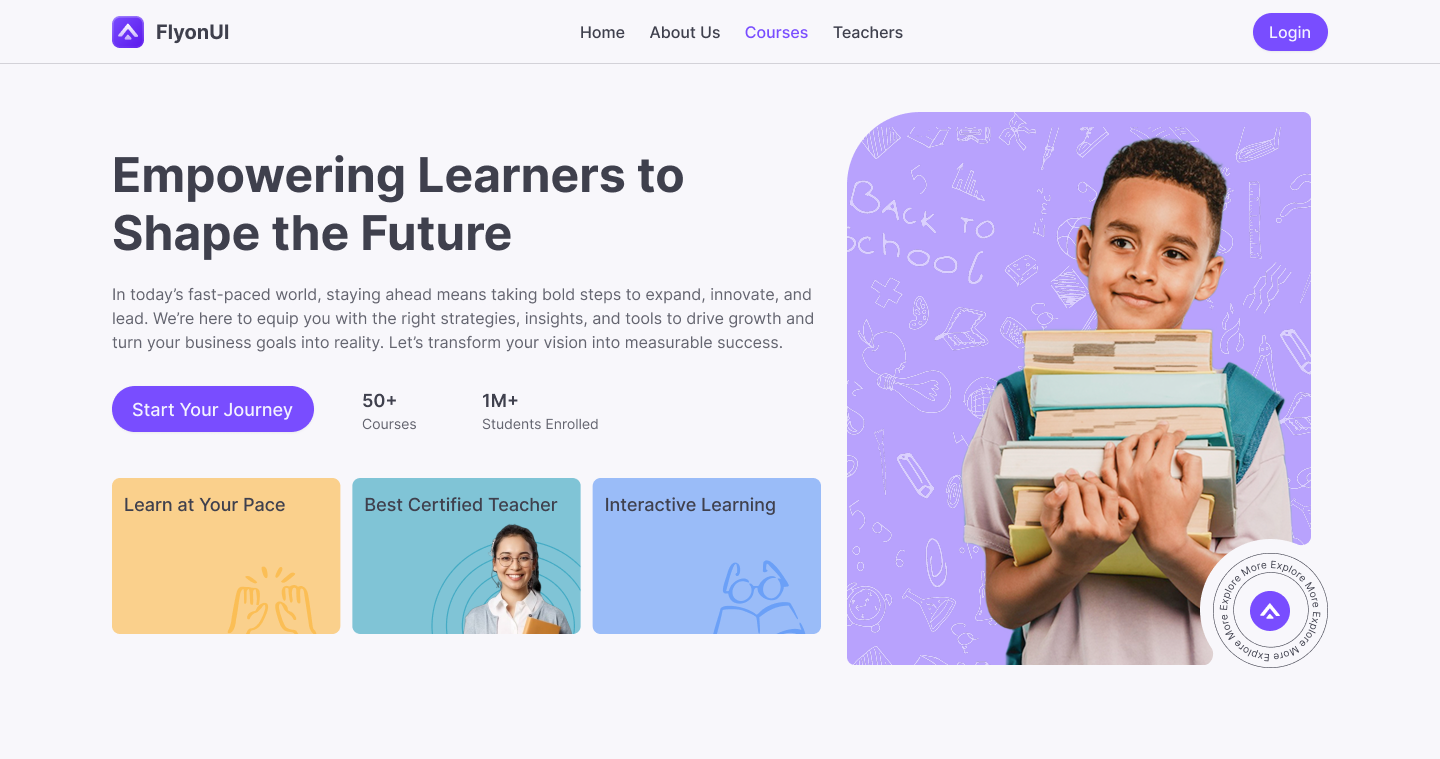 FlyonUI
Home About Us Courses Teachers
Login
Empowering Learners to
Shape the Future
In today’s fast-paced world, staying ahead means taking bold steps to expand, innovate, and
lead. We’re here to equip you with the right strategies, insights, and tools to drive growth and
turn your business goals into reality. Let’s transform your vision into measurable success.
Start Your Journey
50+
Courses
1M+
Students Enrolled
Learn at Your Pace
Best Certified Teacher
Interactive Learning
Back to
School
E=mc²
Explore More Explore More Explore More Explore More